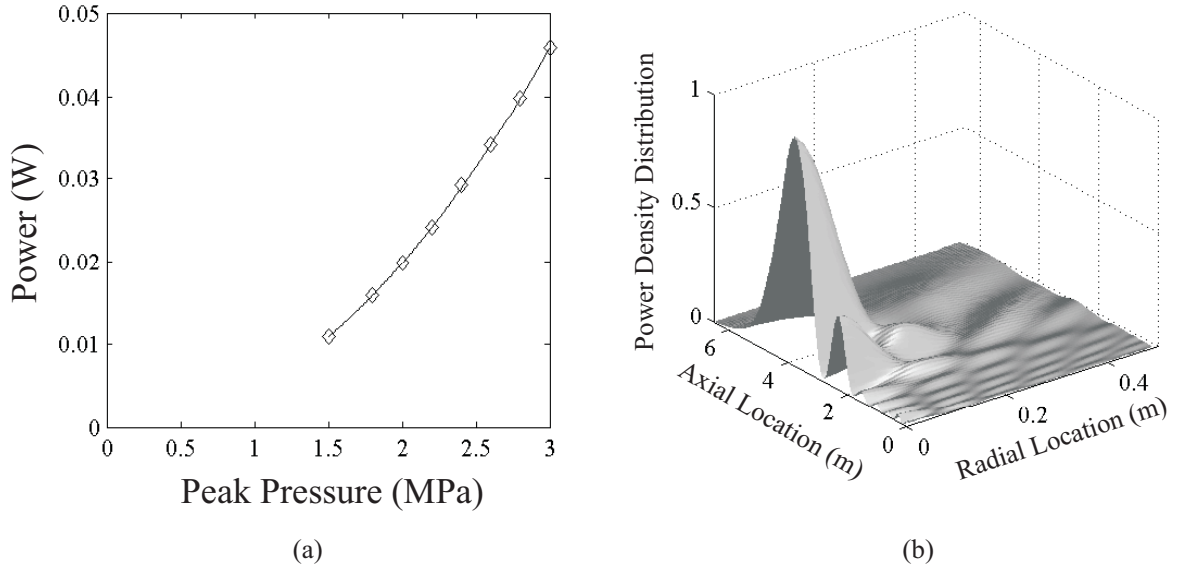 0.05
0.04
0.03
0.02
0.01
0
0 0.5 1 1.5 2 2.5 3
Power (W)
Peak Pressure (MPa)
(a)
1
0.5
0
Power Density Distribution
6
4
2
0
Axial Location (m)
0
0.2
0.4
Radial Location (m)
(b)